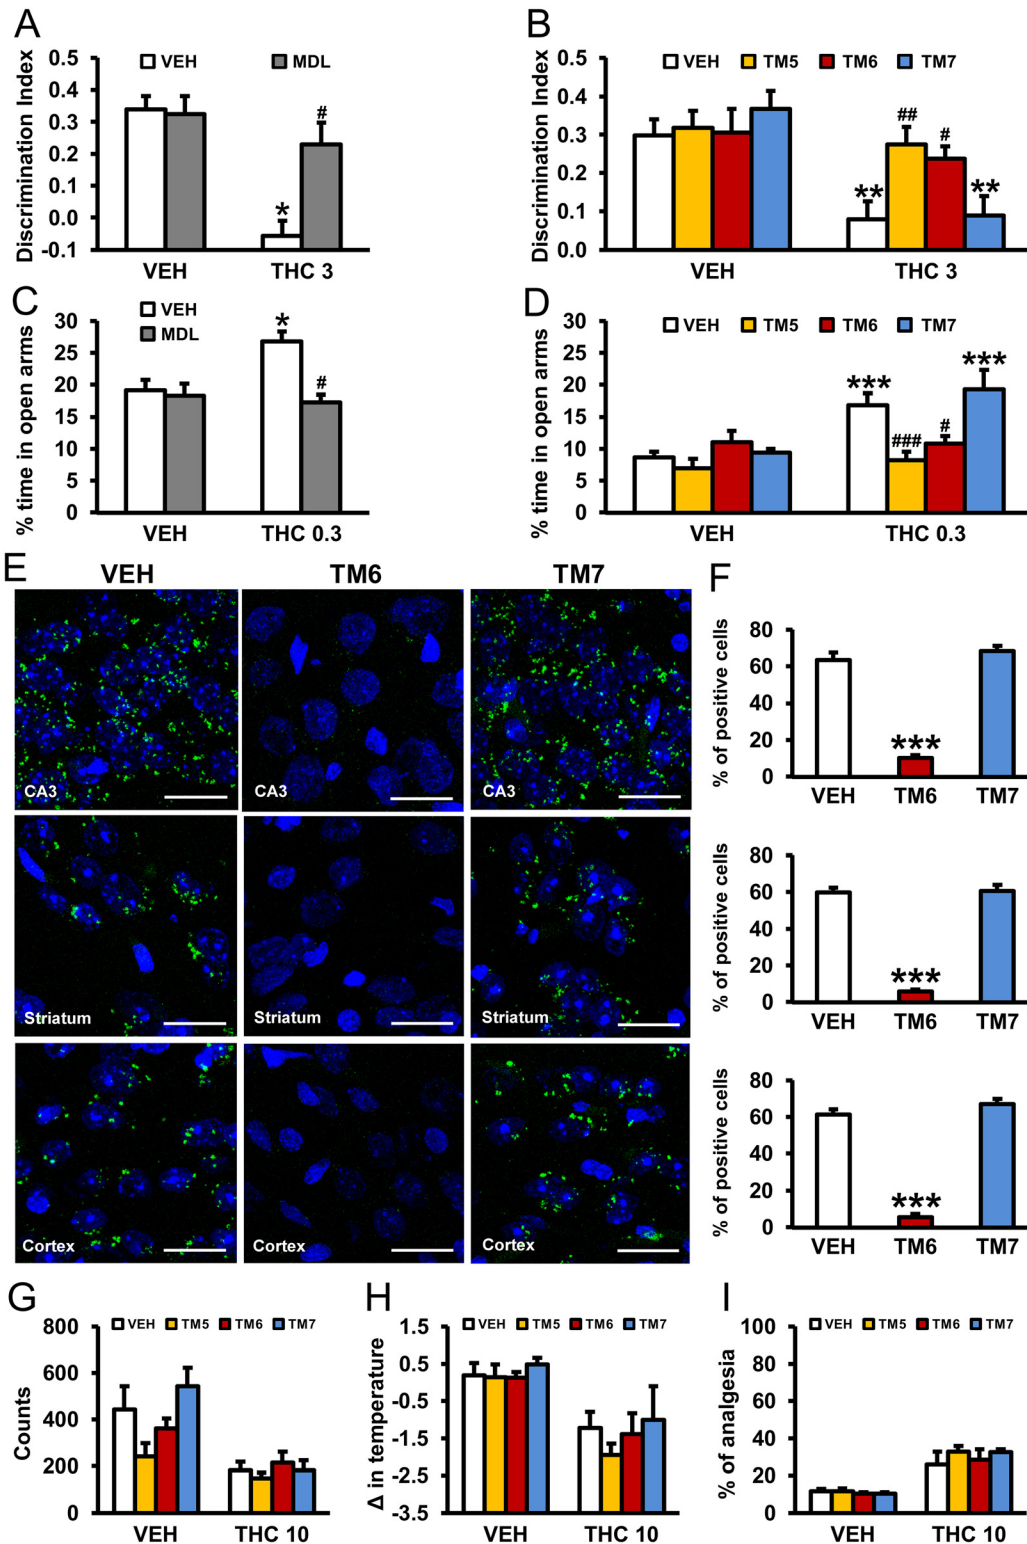 A
Discrimination Index
VEH
MDL
0.5
0.4
0.3
0.2
0.1
0.0
-0.1
*
#
VEH
THC 3
B
Discrimination Index
VEH
TM5
TM6
TM7
0.5
0.4
0.3
0.2
0.1
0.0
**
##
#
**
VEH
THC 3
C
% time in open arms
VEH
MDL
30
25
20
15
10
5
0
*
#
VEH
THC 0.3
D
% time in open arms
VEH
TM5
TM6
TM7
30
25
20
15
10
5
0
***
###
#
***
VEH
THC 0.3
E
VEH
TM6
TM7
CA3
CA3
CA3
Striatum
Striatum
Striatum
Cortex
Cortex
Cortex
F
% of positive cells
80
60
40
20
0
***
VEH
TM6
TM7
% of positive cells
80
60
40
20
0
***
VEH
TM6
TM7
% of positive cells
80
60
40
20
0
***
VEH
TM6
TM7
G
Counts
VEH
TM5
TM6
TM7
800
600
400
200
0
VEH
THC 10
H
Δ in temperature
VEH
TM5
TM6
TM7
1.5
0.5
-0.5
-1.5
-2.5
-3.5
VEH
THC 10
I
% of analgesia
VEH
TM5
TM6
TM7
100
80
60
40
20
0
VEH
THC 10